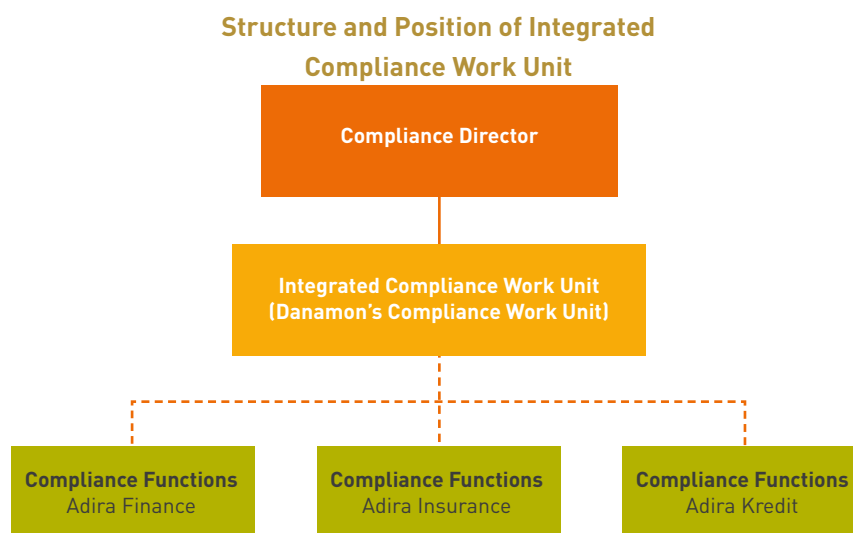 Structure and Position of Integrated
Compliance Work Unit
Compliance Director
Integrated Compliance Work Unit
(Danamon's Compliance Work Unit)
Compliance Functions
Adira Finance
Compliance Functions
Adira Insurance
Compliance Functions
Adira Kredit